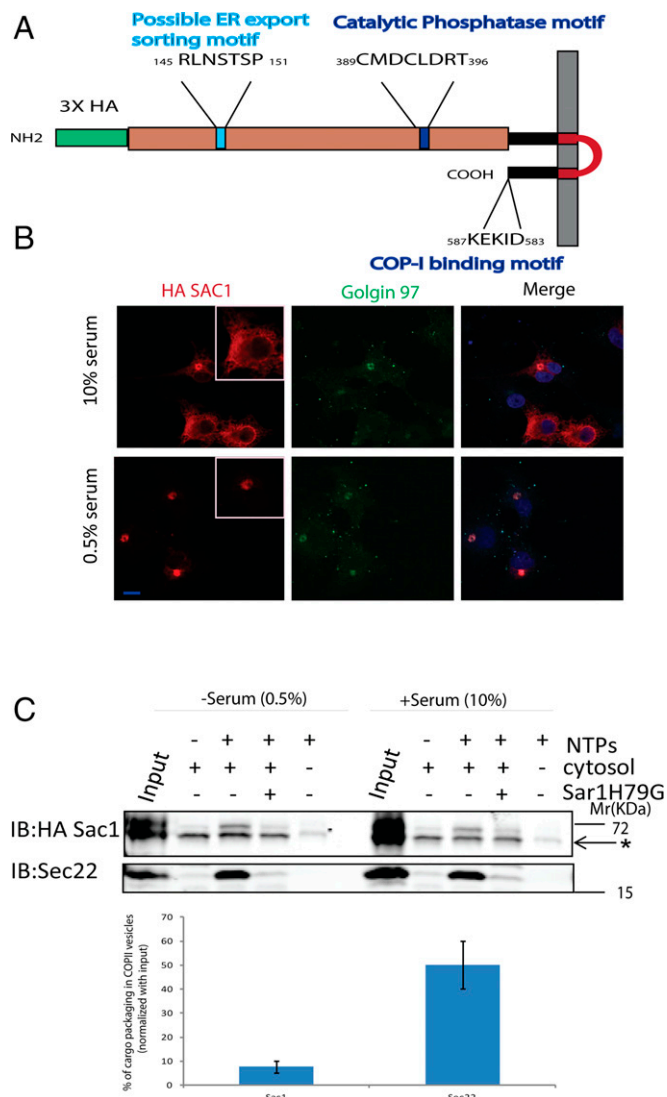 A
Possible ER export
sorting motif
Catalytic Phosphatase motif
145 RLNSTSP 151
389CMDCLDRT396
3X HA
NH2
COOH
587KEKID583
COP-I binding motif
B
HA SAC1
Golgin 97
Merge
10% serum
0.5% serum
C
-Serum (0.5%)
+Serum (10%)
Input - + + + Input - + + + NTPs
+ + + - + + + - cytosol
+ + Sar1H79G
Mr(KDa)
IB:HA Sac1
72
*
IB:Sec22
15
% of cargo packaging in COPII vesicles
(normalized with input)
70
60
50
40
30
20
10
0
Sac1
Sec22